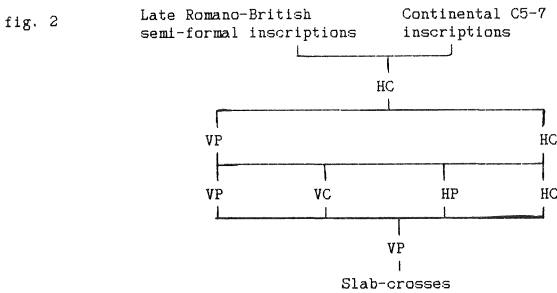 fig. 2
Late Romano-British Continental C5-7
semi-formal inscriptions inscriptions
HC
VP HC
VP VC HP HC
VP
Slab-crosses